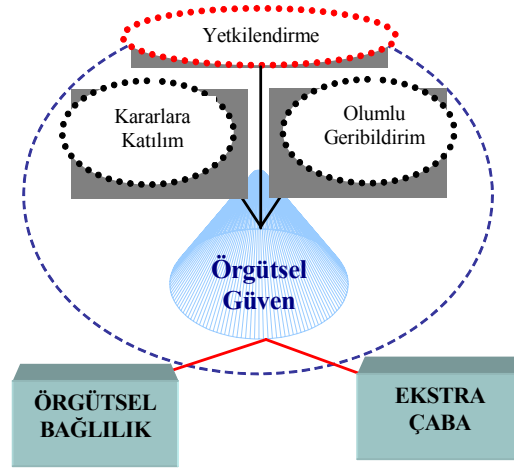 Yetkilendirme
Kararlara
Katılım
Olumlu
Geribildirim
Örgütsel
Güven
ÖRGÜTSEL
BAĞLILIK
EKSTRA
ÇABA